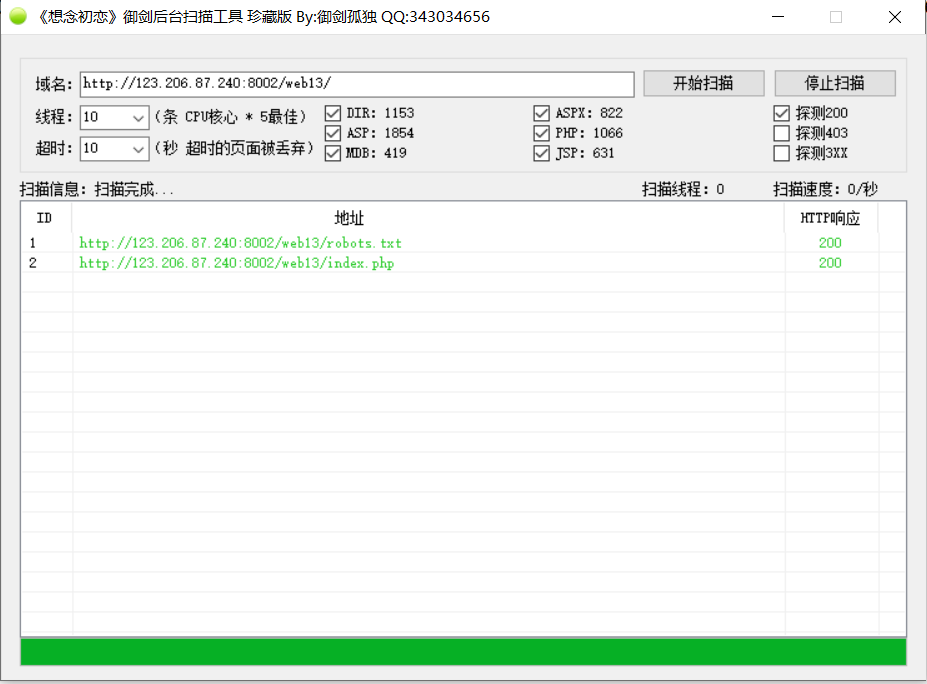 《想念初恋》御剑后台扫描工具 珍藏版 By:御剑孤独 QQ:343034656
域名: http://123.206.87.240:8002/web13/ 开始扫描 停止扫描
线程: 10 (条 CPU核心 * 5最佳) DIR: 1153 ASPX: 822 探测200
ASP: 1854 PHP: 1066 探测403
超时: 10 (秒 超时的页面被丢弃) MDB: 419 JSP: 631 探测3XX
扫描信息: 扫描完成... 扫描线程: 0 扫描速度: 0/秒
ID 地址 HTTP响应
1 http://123.206.87.240:8002/web13/robots.txt 200
2 http://123.206.87.240:8002/web13/index.php 200